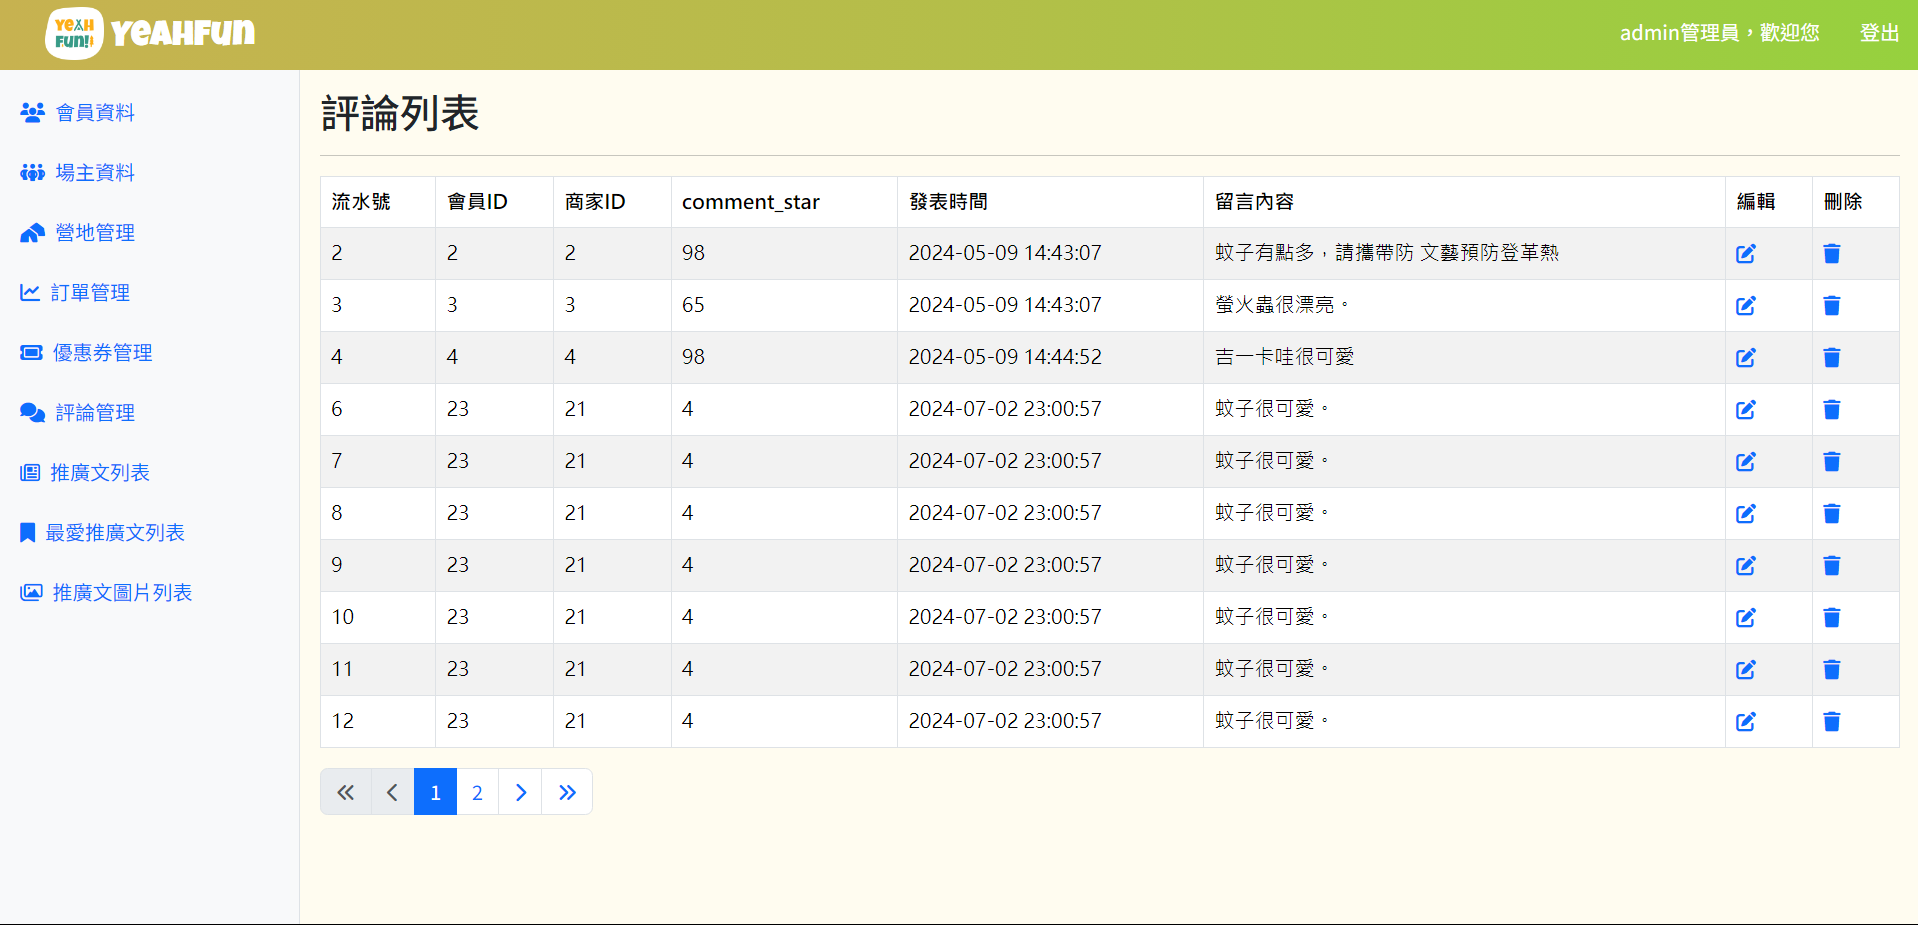 YEAH FUN! YEAHFUN admin管理員，歡迎您 登出
會員資料
場主資料
營地管理
訂單管理
優惠券管理
評論管理
推廣文列表
最愛推廣文列表
推廣文圖片列表
評論列表
流水號 會員ID 商家ID comment_star 發表時間 留言內容 編輯 刪除
2 2 2 98 2024-05-09 14:43:07 蚊子有點多，請攜帶防 文藝預防登革熱
3 3 3 65 2024-05-09 14:43:07 螢火蟲很漂亮。
4 4 4 98 2024-05-09 14:44:52 吉一卡哇很可愛
6 23 21 4 2024-07-02 23:00:57 蚊子很可愛。
7 23 21 4 2024-07-02 23:00:57 蚊子很可愛。
8 23 21 4 2024-07-02 23:00:57 蚊子很可愛。
9 23 21 4 2024-07-02 23:00:57 蚊子很可愛。
10 23 21 4 2024-07-02 23:00:57 蚊子很可愛。
11 23 21 4 2024-07-02 23:00:57 蚊子很可愛。
12 23 21 4 2024-07-02 23:00:57 蚊子很可愛。
1 2